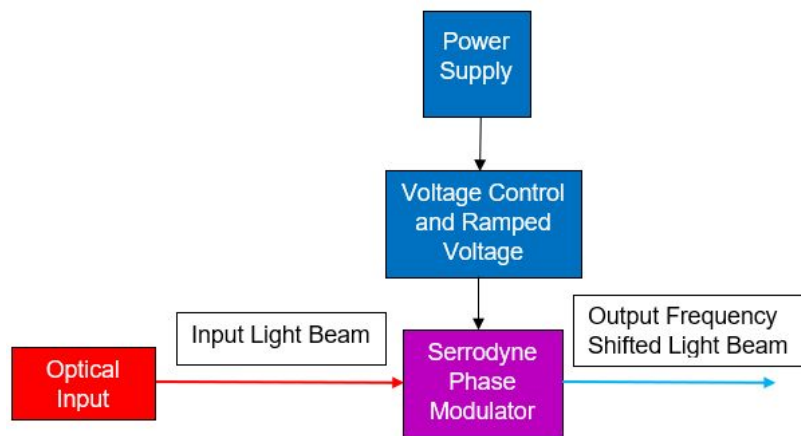 Power
Supply
Voltage Control
and Ramped
Voltage
Input Light Beam
Output Frequency
Shifted Light Beam
Optical
Input
Serrodyne
Phase
Modulator